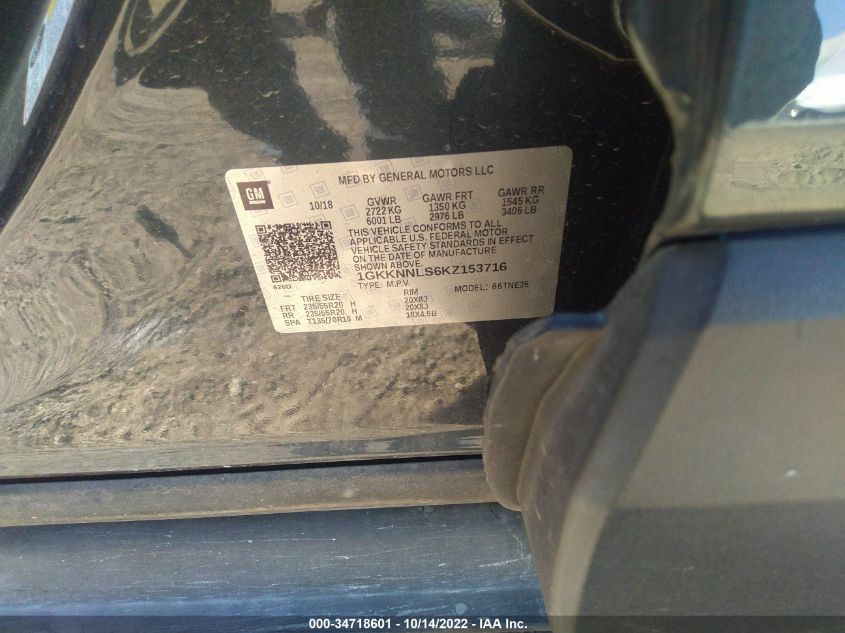 MFD BY GENERAL MOTORS LLC
GM
10/18 GVWR GAWR FRT GAWR RR
2722 KG 1350 KG 1545 KG
6001 LB 2976 LB 3406 LB
THIS VEHICLE CONFORMS TO ALL
APPLICABLE U.S. FEDERAL MOTOR
VEHICLE SAFETY STANDARDS IN EFFECT
ON THE DATE OF MANUFACTURE
SHOWN ABOVE.
1GKKNNLS6KZ153716
TYPE: M.P.V. MODEL: 66TNE26
TIRE SIZE RIM
FRT 235/55R20 H 20X8J
RR 235/55R20 H 20X8J
SPA T135/70R18 M 18X4.5B
000-34718601 - 10/14/2022 - IAA Inc.